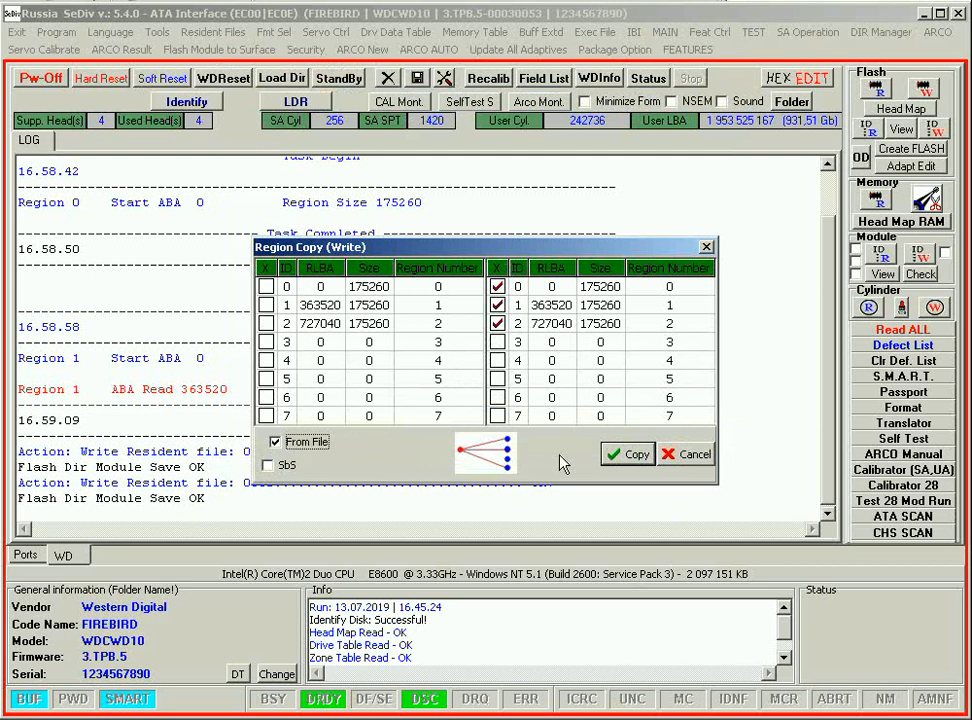 SeDiv Russia SeDiv v.: 5.4.0 - ATA Interface (EC00|EC0E) (FIREBIRD | WDCWD10 | 3.TPB.5-00030053 | 1234567890)
Exit Program Language Tools Resident Files Fmt Sel Servo Ctrl Drv Data Table Memory Table Buff Extd Exec File IBI MAIN Feat Ctrl TEST SA Operation DIR Manager ARCO
Servo Calibrate ARCO Result Flash Module to Surface Security ARCO New ARCO AUTO Update All Adaptives Package Option FEATURES
Pw-Off Hard Reset Soft Reset WDReset Load Dir StandBy Recalib Field List WDInfo Status Stop HEX EDIT
Identify LDR CAL Mont. SelfTest S Arco Mont. Minimize Form NSEM Sound Folder
Supp. Head(s) 4 Used Head(s) 4 SA Cyl 256 SA SPT 1420 User Cyl. 242736 User LBA 1 953 525 167 (931,51 Gb)
LOG
Task Begin
16.58.42
Region 0 Start ABA 0 Region Size 175260
Task Completed
16.58.50
16.58.58
Region 1 Start ABA 0
Region 1 ABA Read 363520
16.59.09
Action: Write Resident file: 0
Flash Dir Module Save OK
Action: Write Resident file:
Flash Dir Module Save OK
Region Copy (Write)
X ID RLBA Size Region Number X ID RLBA Size Region Number
0 0 175260 0 0 0 175260 0
1 363520 175260 1 1 363520 175260 1
2 727040 175260 2 2 727040 175260 2
3 0 0 3 3 0 0 3
4 0 0 4 4 0 0 4
5 0 0 5 5 0 0 5
6 0 0 6 6 0 0 6
7 0 0 7 7 0 0 7
From File
SbS
Copy Cancel
Flash
R W
Head Map
ID R View ID W
Create FLASH
OD Adapt Edit
Memory
R
Head Map RAM
Module
ID R ID W
View Check
Cylinder
R W
Read ALL
Defect List
Clr Def. List
S.M.A.R.T.
Passport
Format
Translator
Self Test
ARCO Manual
Calibrator (SA,UA)
Calibrator 28
Test 28 Mod Run
ATA SCAN
CHS SCAN
Ports WD
Intel(R) Core(TM)2 Duo CPU E8600 @ 3.33GHz - Windows NT 5.1 (Build 2600: Service Pack 3) - 2 097 151 KB
General information (Folder Name!)
Vendor Western Digital
Code Name: FIREBIRD
Model: WDCWD10
Firmware: 3.TPB.5
Serial: 1234567890 DT Change
Info
Run: 13.07.2019 | 16.45.24
Identify Disk: Successful!
Head Map Read - OK
Drive Table Read - OK
Zone Table Read - OK
Status
BUF PWD SMART BSY DRDY DF/SE DSC DRQ ERR ICRC UNC MC IDNF MCR ABRT NM AMNF